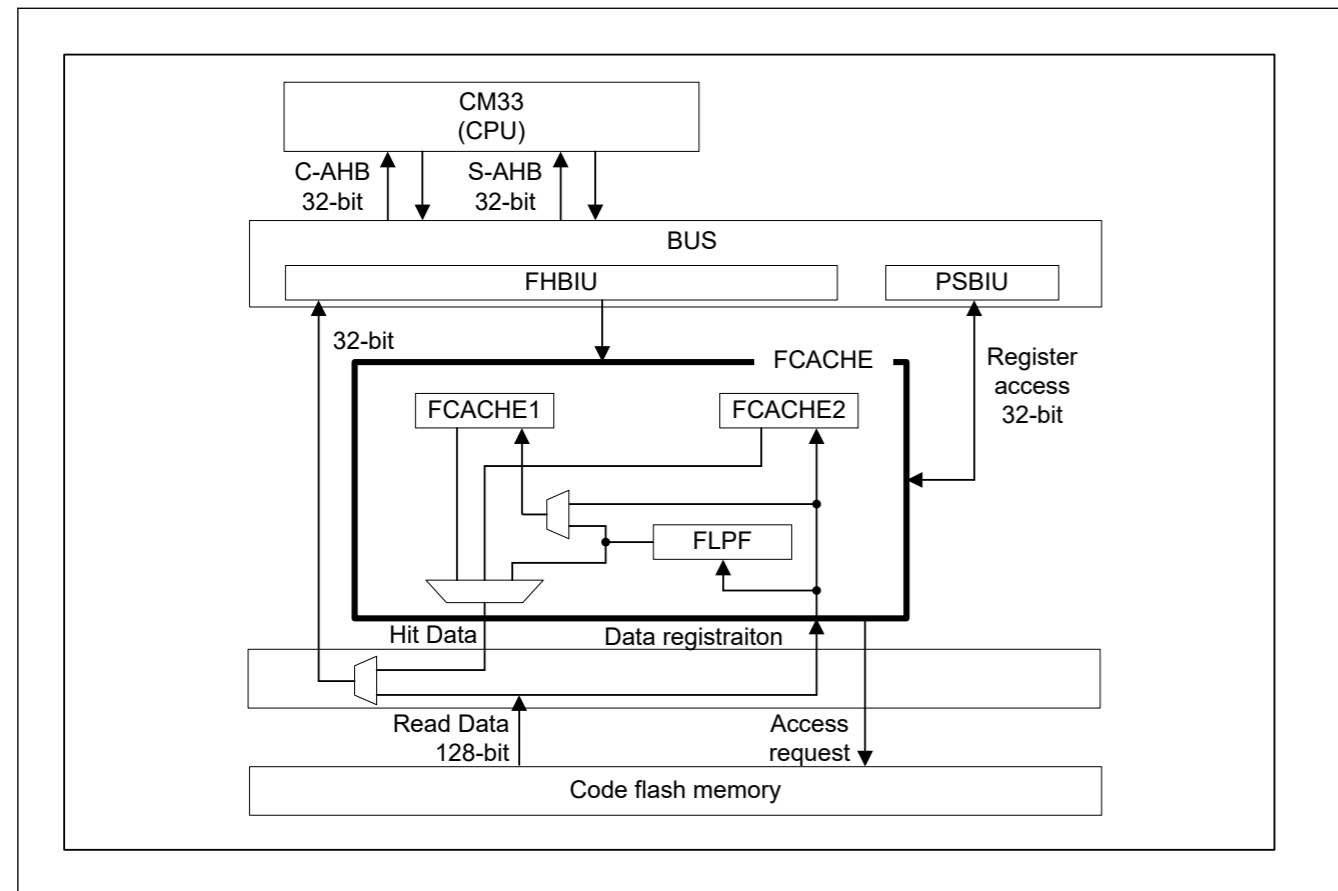 CM33
(CPU)
C-AHB
32-bit
S-AHB
32-bit
BUS
FHBIU
PSBIU
32-bit
FCACHE
Register
access
32-bit
FCACHE1
FCACHE2
FLPF
Hit Data
Data registraiton
Read Data
128-bit
Access
request
Code flash memory